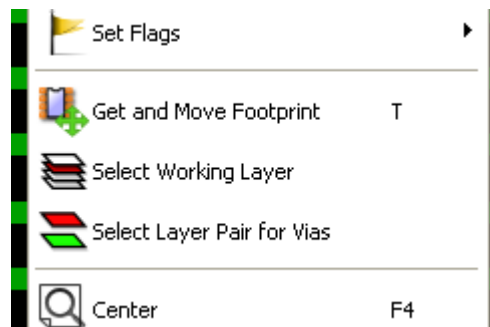 Set Flags
Get and Move Footprint T
Select Working Layer
Select Layer Pair for Vias
Center F4